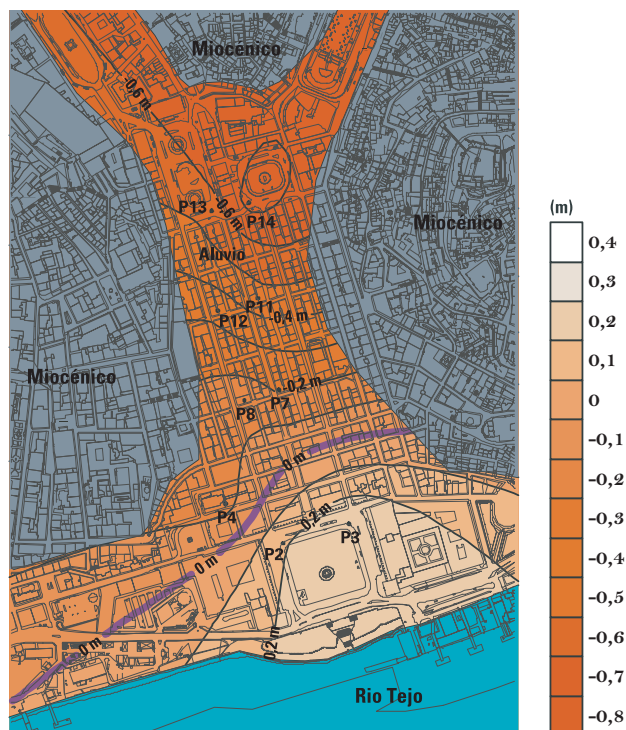 Miocénico
-0,6 m
P13
-0,6 m
P14
Miocénico
Aluvio
P11
-0,4 m
P12
Miocénico
-0,2 m
P7
P8
0 m
P4
0,2 m
P3
P2
0 m
0 m
0,2 m
Rio Tejo
(m)
0,4
0,3
0,2
0,1
0
-0,1
-0,2
-0,3
-0,4
-0,5
-0,6
-0,7
-0,8